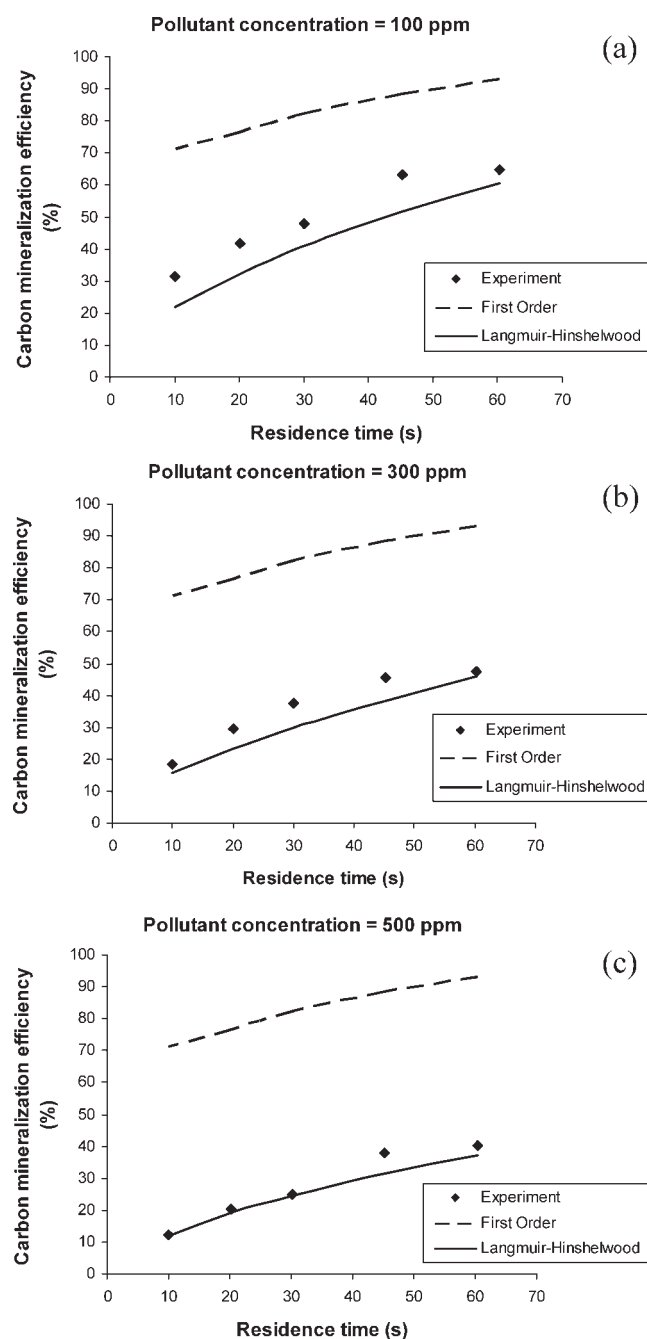 Pollutant concentration = 100 ppm
(a)
Carbon mineralization efficiency
(%)
100
90
80
70
60
50
40
30
20
10
0
0 10 20 30 40 50 60 70
Residence time (s)
Experiment
First Order
Langmuir-Hinshelwood
Pollutant concentration = 300 ppm
(b)
Carbon mineralization efficiency
(%)
100
90
80
70
60
50
40
30
20
10
0
0 10 20 30 40 50 60 70
Residence time (s)
Experiment
First Order
Langmuir-Hinshelwood
Pollutant concentration = 500 ppm
(c)
Carbon mineralization efficiency
(%)
100
90
80
70
60
50
40
30
20
10
0
0 10 20 30 40 50 60 70
Residence time (s)
Experiment
First Order
Langmuir-Hinshelwood